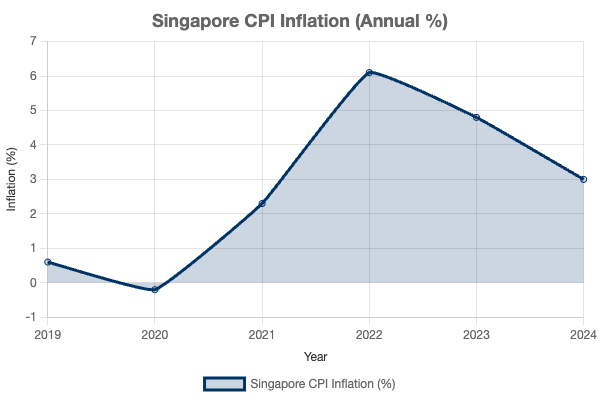 Singapore CPI Inflation (Annual %)
7
6
5
4
3
2
1
0
-1
Inflation (%)
2019 2020 2021 2022 2023 2024
Year
Singapore CPI Inflation (%)